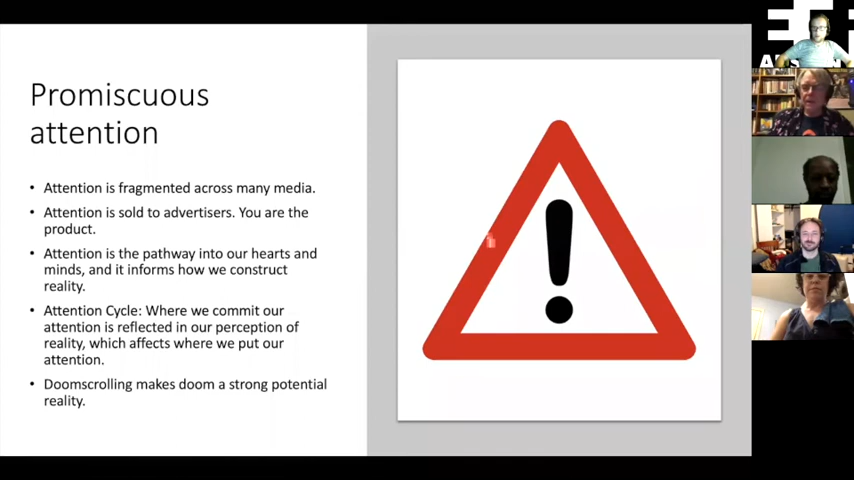 Promiscuous
attention
• Attention is fragmented across many media.
• Attention is sold to advertisers. You are the
product.
• Attention is the pathway into our hearts and
minds, and it informs how we construct
reality.
• Attention Cycle: Where we commit our
attention is reflected in our perception of
reality, which affects where we put our
attention.
• Doomscrolling makes doom a strong potential
reality.